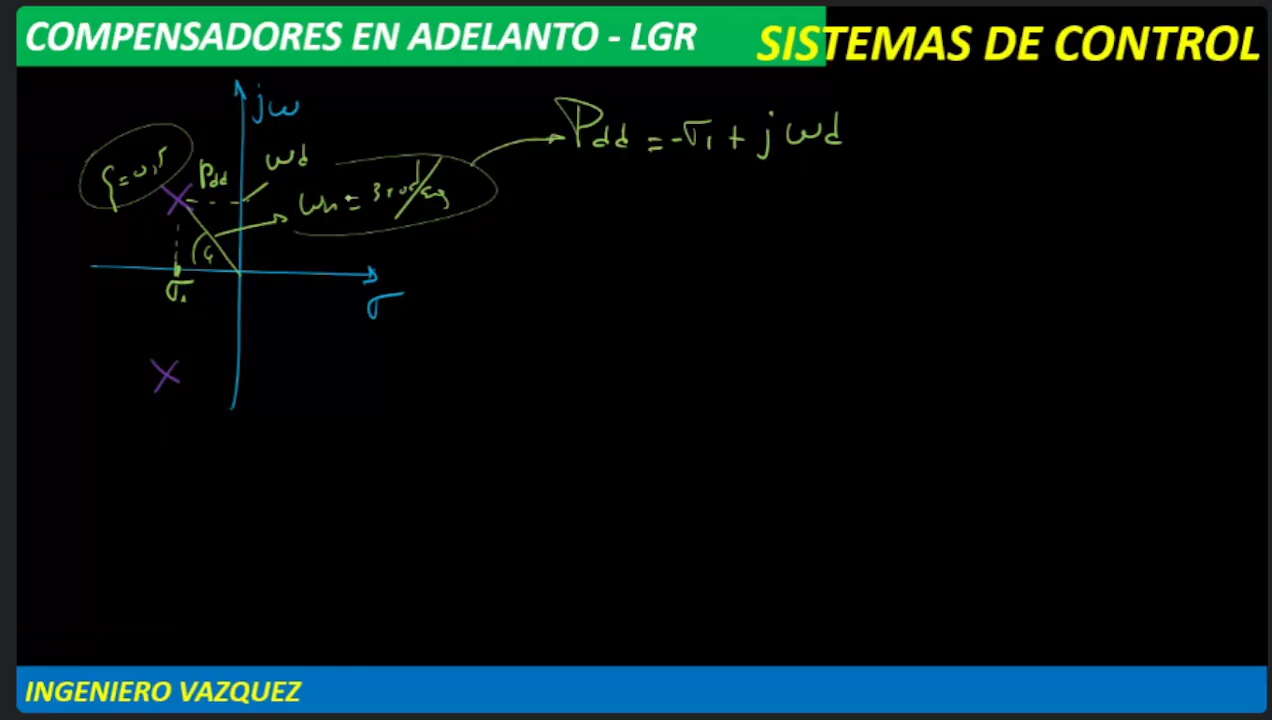 COMPENSADORES EN ADELANTO - LGR
SISTEMAS DE CONTROL
jω
Pdd = -σ1 + jωd
ζ=0,5
Pdd
ωd
ωn = 3 rad/seg
σ1
σ
INGENIERO VAZQUEZ